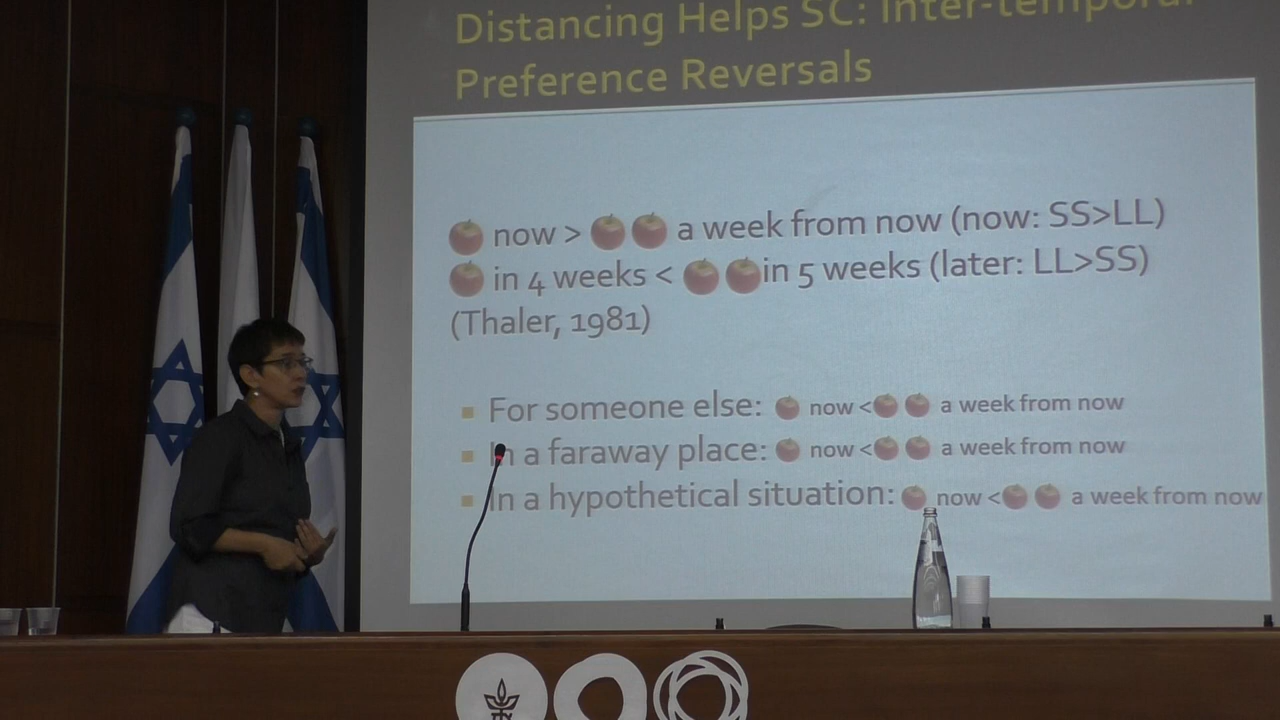 Distancing Helps SC: Inter-temporal
Preference Reversals
now > a week from now (now: SS>LL)
in 4 weeks < in 5 weeks (later: LL>SS)
(Thaler, 1981)
For someone else: now < a week from now
In a faraway place: now < a week from now
In a hypothetical situation: now < a week from now